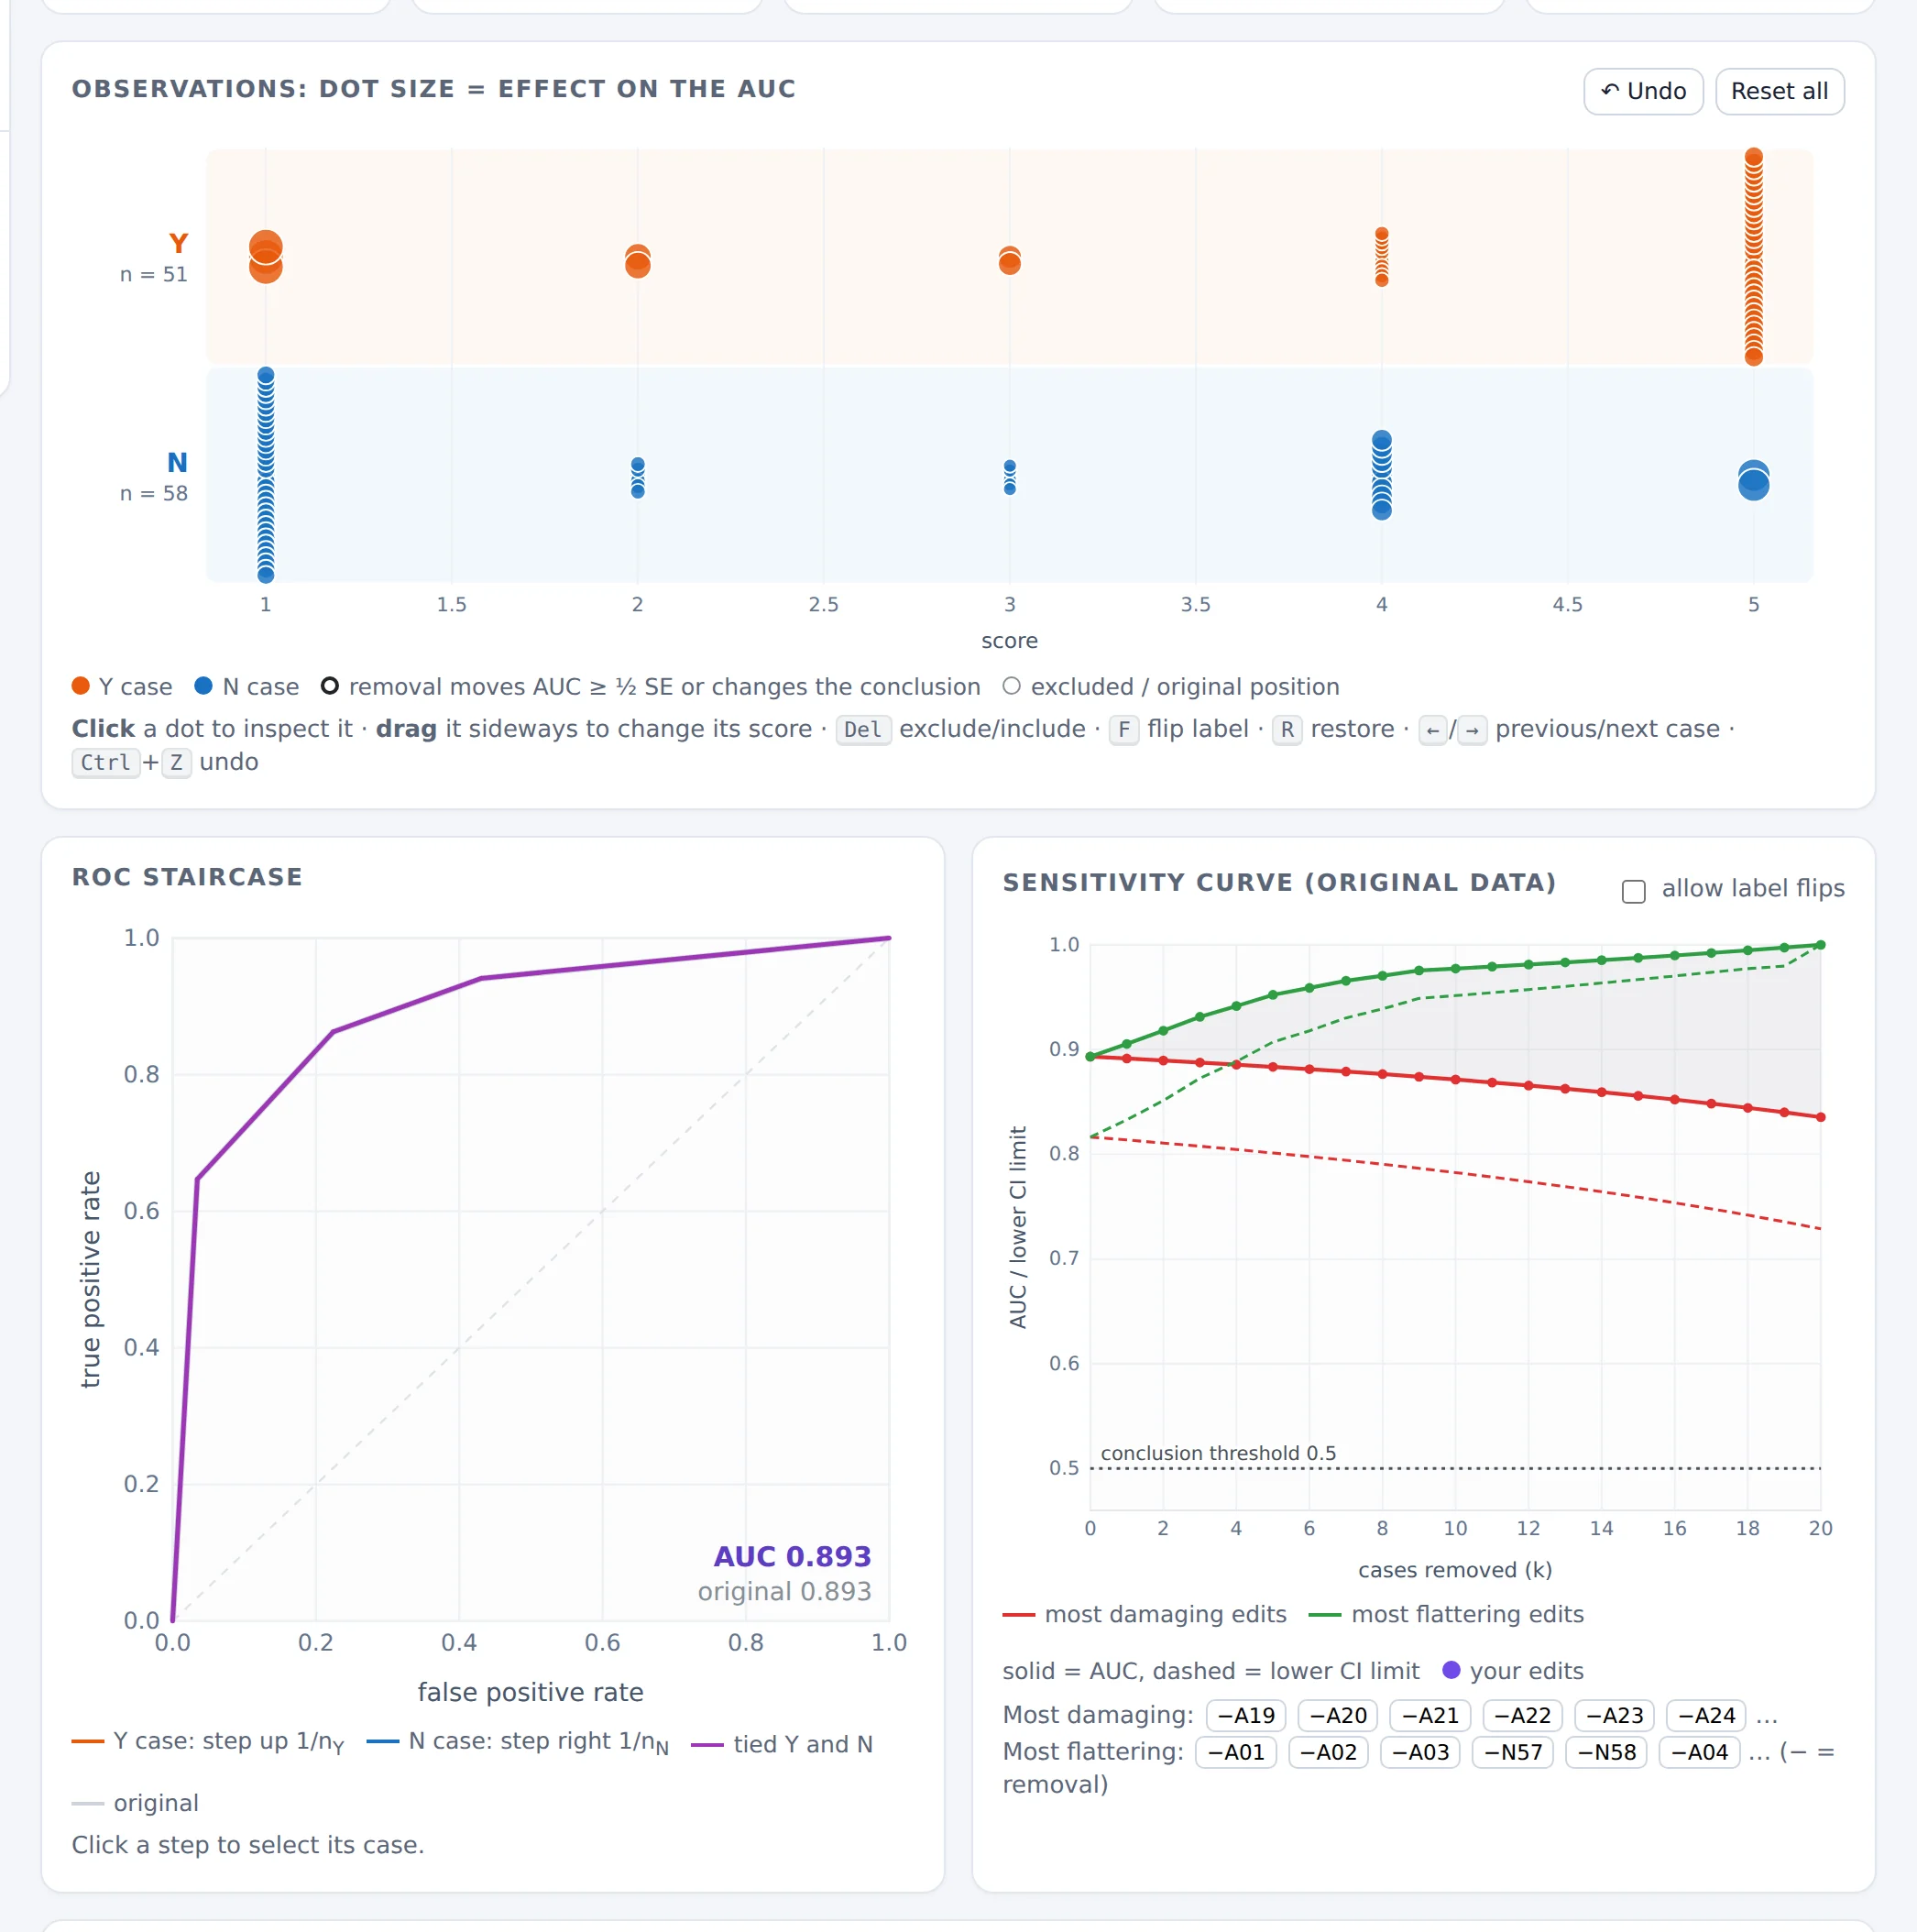 OBSERVATIONS: DOT SIZE = EFFECT ON THE AUC
↶ Undo
Reset all
Y
n = 51
N
n = 58
1 1.5 2 2.5 3 3.5 4 4.5 5
score
Y case N case removal moves AUC ≥ ½ SE or changes the conclusion excluded / original position
Click a dot to inspect it · drag it sideways to change its score · Del exclude/include · F flip label · R restore · ←/→ previous/next case ·
Ctrl+Z undo
ROC STAIRCASE
1.0
0.8
0.6
0.4
0.2
0.0
true positive rate
AUC 0.893
original 0.893
0.0 0.2 0.4 0.6 0.8 1.0
false positive rate
Y case: step up 1/nY N case: step right 1/nN tied Y and N
original
Click a step to select its case.
SENSITIVITY CURVE (ORIGINAL DATA)
allow label flips
1.0
0.9
0.8
0.7
0.6
0.5
AUC / lower CI limit
conclusion threshold 0.5
0 2 4 6 8 10 12 14 16 18 20
cases removed (k)
most damaging edits most flattering edits
solid = AUC, dashed = lower CI limit your edits
Most damaging: −A19 −A20 −A21 −A22 −A23 −A24 ...
Most flattering: −A01 −A02 −A03 −N57 −N58 −A04 ... (− =
removal)